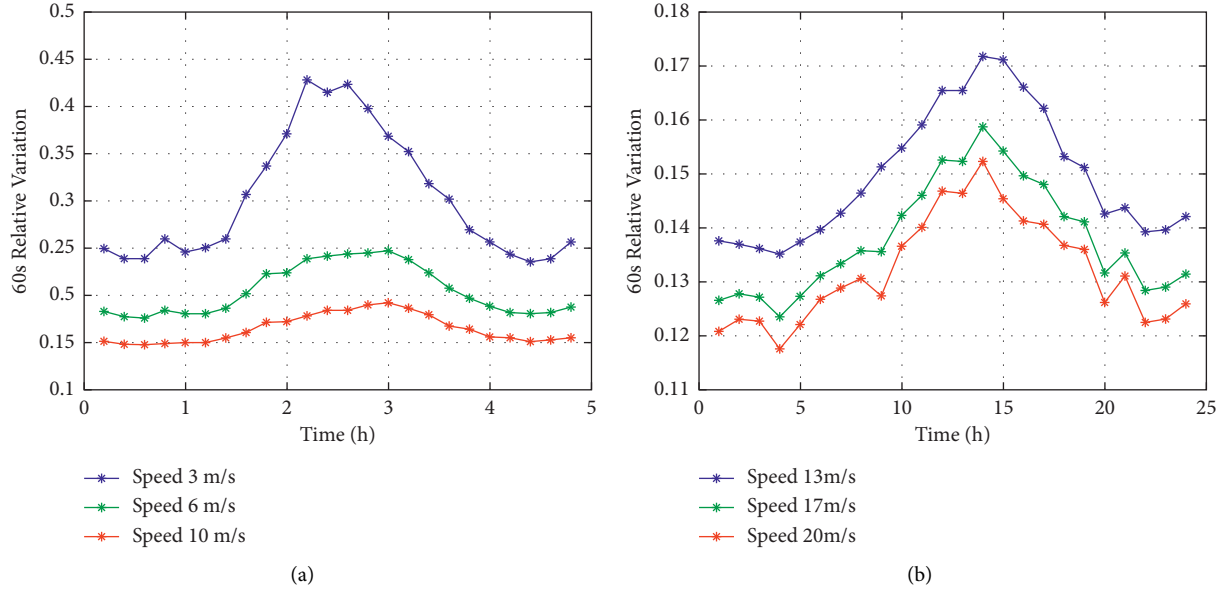 0.5
0.45
0.4
0.35
0.3
0.25
0.5
0.15
0.1
60s Relative Variation
0 1 2 3 4 5
Time (h)
Speed 3 m/s
Speed 6 m/s
Speed 10 m/s
(a)
0.18
0.17
0.16
0.15
0.14
0.13
0.12
0.11
60s Relative Variation
0 5 10 15 20 25
Time (h)
Speed 13m/s
Speed 17m/s
Speed 20m/s
(b)